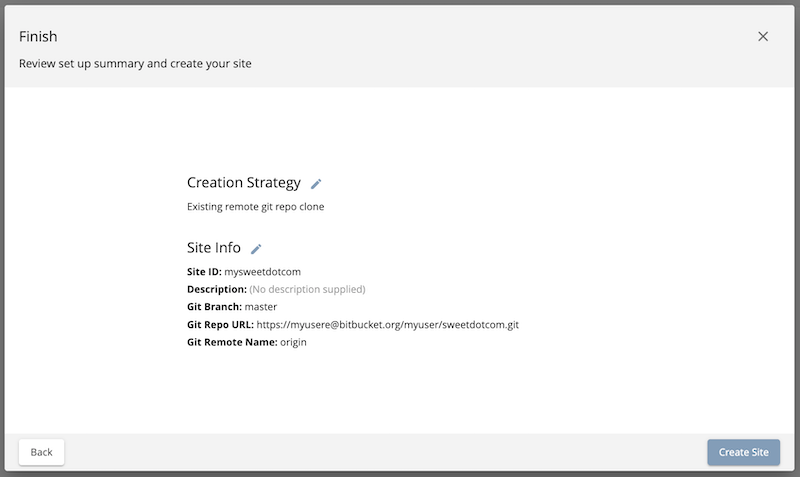 Finish
Review set up summary and create your site
Creation Strategy
Existing remote git repo clone
Site Info
Site ID: mysweetdotcom
Description: (No description supplied)
Git Branch: master
Git Repo URL: https://myusere@bitbucket.org/myuser/sweetdotcom.git
Git Remote Name: origin
Back
Create Site